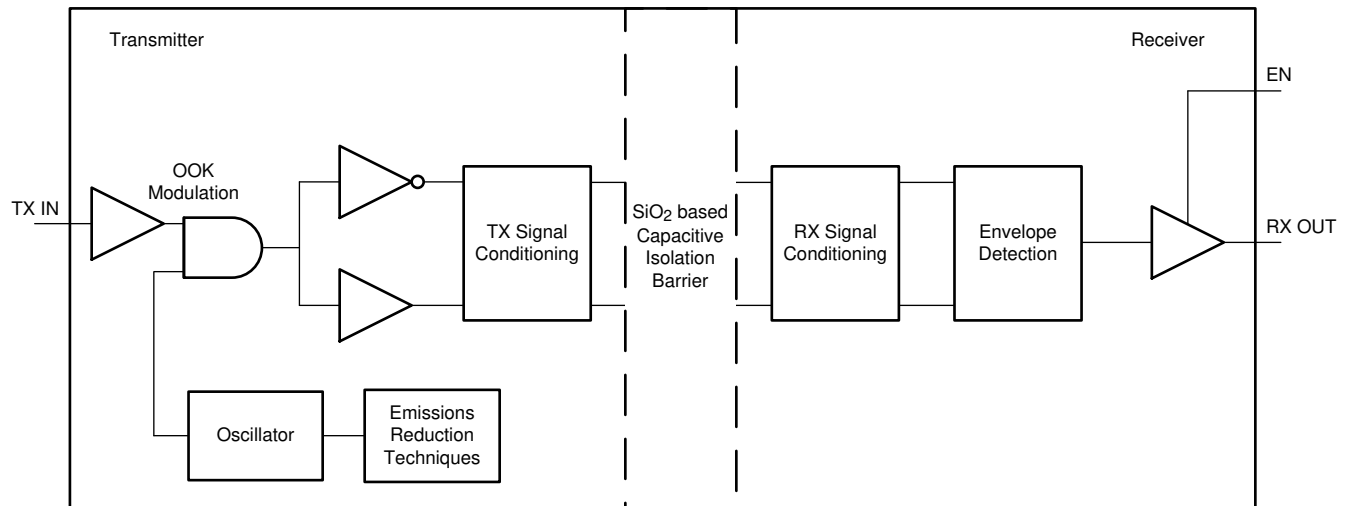 Transmitter
Receiver
EN
OOK
Modulation
TX IN
TX Signal
Conditioning
SiO2 based
Capacitive
Isolation
Barrier
RX Signal
Conditioning
Envelope
Detection
RX OUT
Oscillator
Emissions
Reduction
Techniques